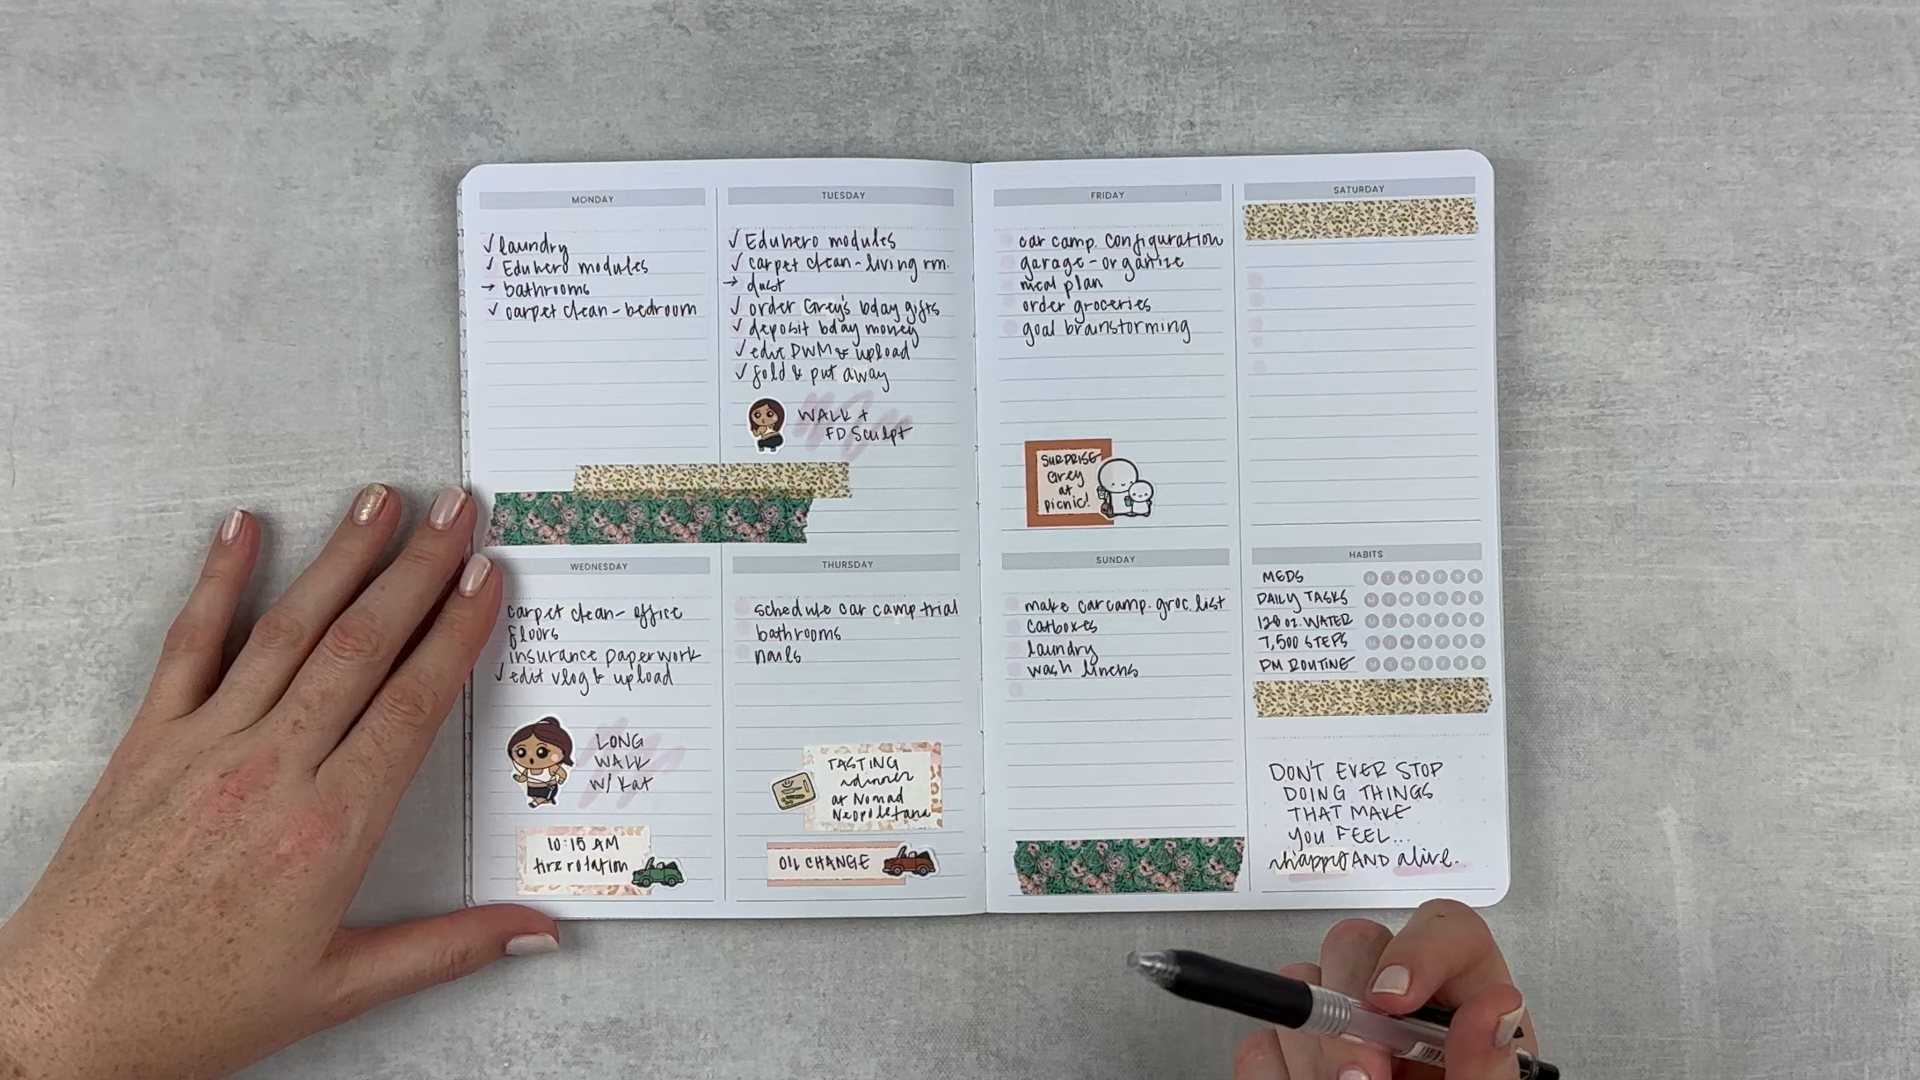 MONDAY
✓ laundry
✓ Eduhero modules
→ bathrooms
✓ carpet clean - bedroom
TUESDAY
✓ Eduhero modules
✓ carpet clean - living rm.
→ dust
✓ order Grey's bday gifts
✓ deposit bday money
✓ edit DWM & upload
✓ fold & put away
WALK +
FD Sculpt
WEDNESDAY
carpet clean - office
floors
insurance paperwork
✓ edit vlog & upload
LONG
WALK
w/ Kat
10:15 AM
tire rotation
THURSDAY
schedule car camp trial
bathrooms
nails
TASTING
dinner
at Nomad
Neopoletana
OIL CHANGE
FRIDAY
car camp. configuration
garage - organize
meal plan
order groceries
goal brainstorming
SURPRISE
Grey
at
picnic!
SATURDAY
SUNDAY
make car camp. groc. list
catboxes
laundry
wash linens
HABITS
MEDS M T W T F S S
DAILY TASKS M T W T F S S
120 oz. WATER M T W T F S S
7,500 STEPS M T W T F S S
PM ROUTINE M T W T F S S
DON'T EVER STOP
DOING THINGS
THAT MAKE
YOU FEEL...
happy AND alive.